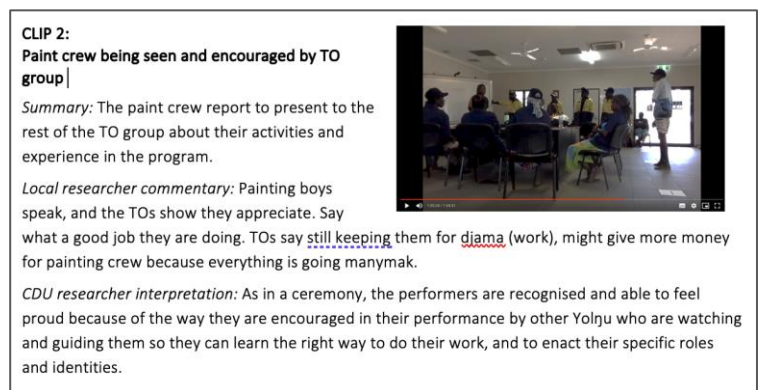 CLIP 2:
Paint crew being seen and encouraged by TO
group
Summary: The paint crew report to present to the
rest of the TO group about their activities and
experience in the program.
Local researcher commentary: Painting boys
speak, and the TOs show they appreciate. Say
what a good job they are doing. TOs say still keeping them for djama (work), might give more money
for painting crew because everything is going manymak.
CDU researcher interpretation: As in a ceremony, the performers are recognised and able to feel
proud because of the way they are encouraged in their performance by other Yolŋu who are watching
and guiding them so they can learn the right way to do their work, and to enact their specific roles
and identities.